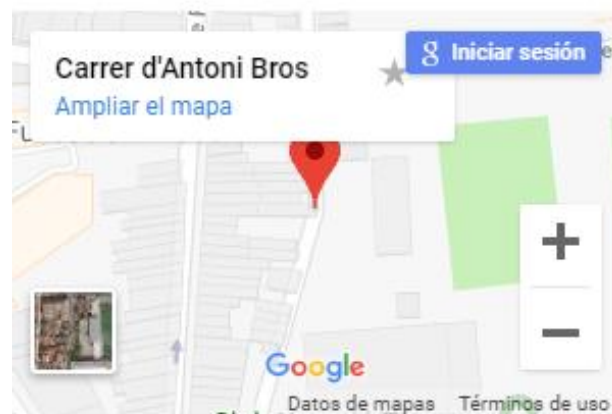 Carrer d'Antoni Bros
Ampliar el mapa
g Iniciar sesión
Google
Datos de mapas Términos de uso